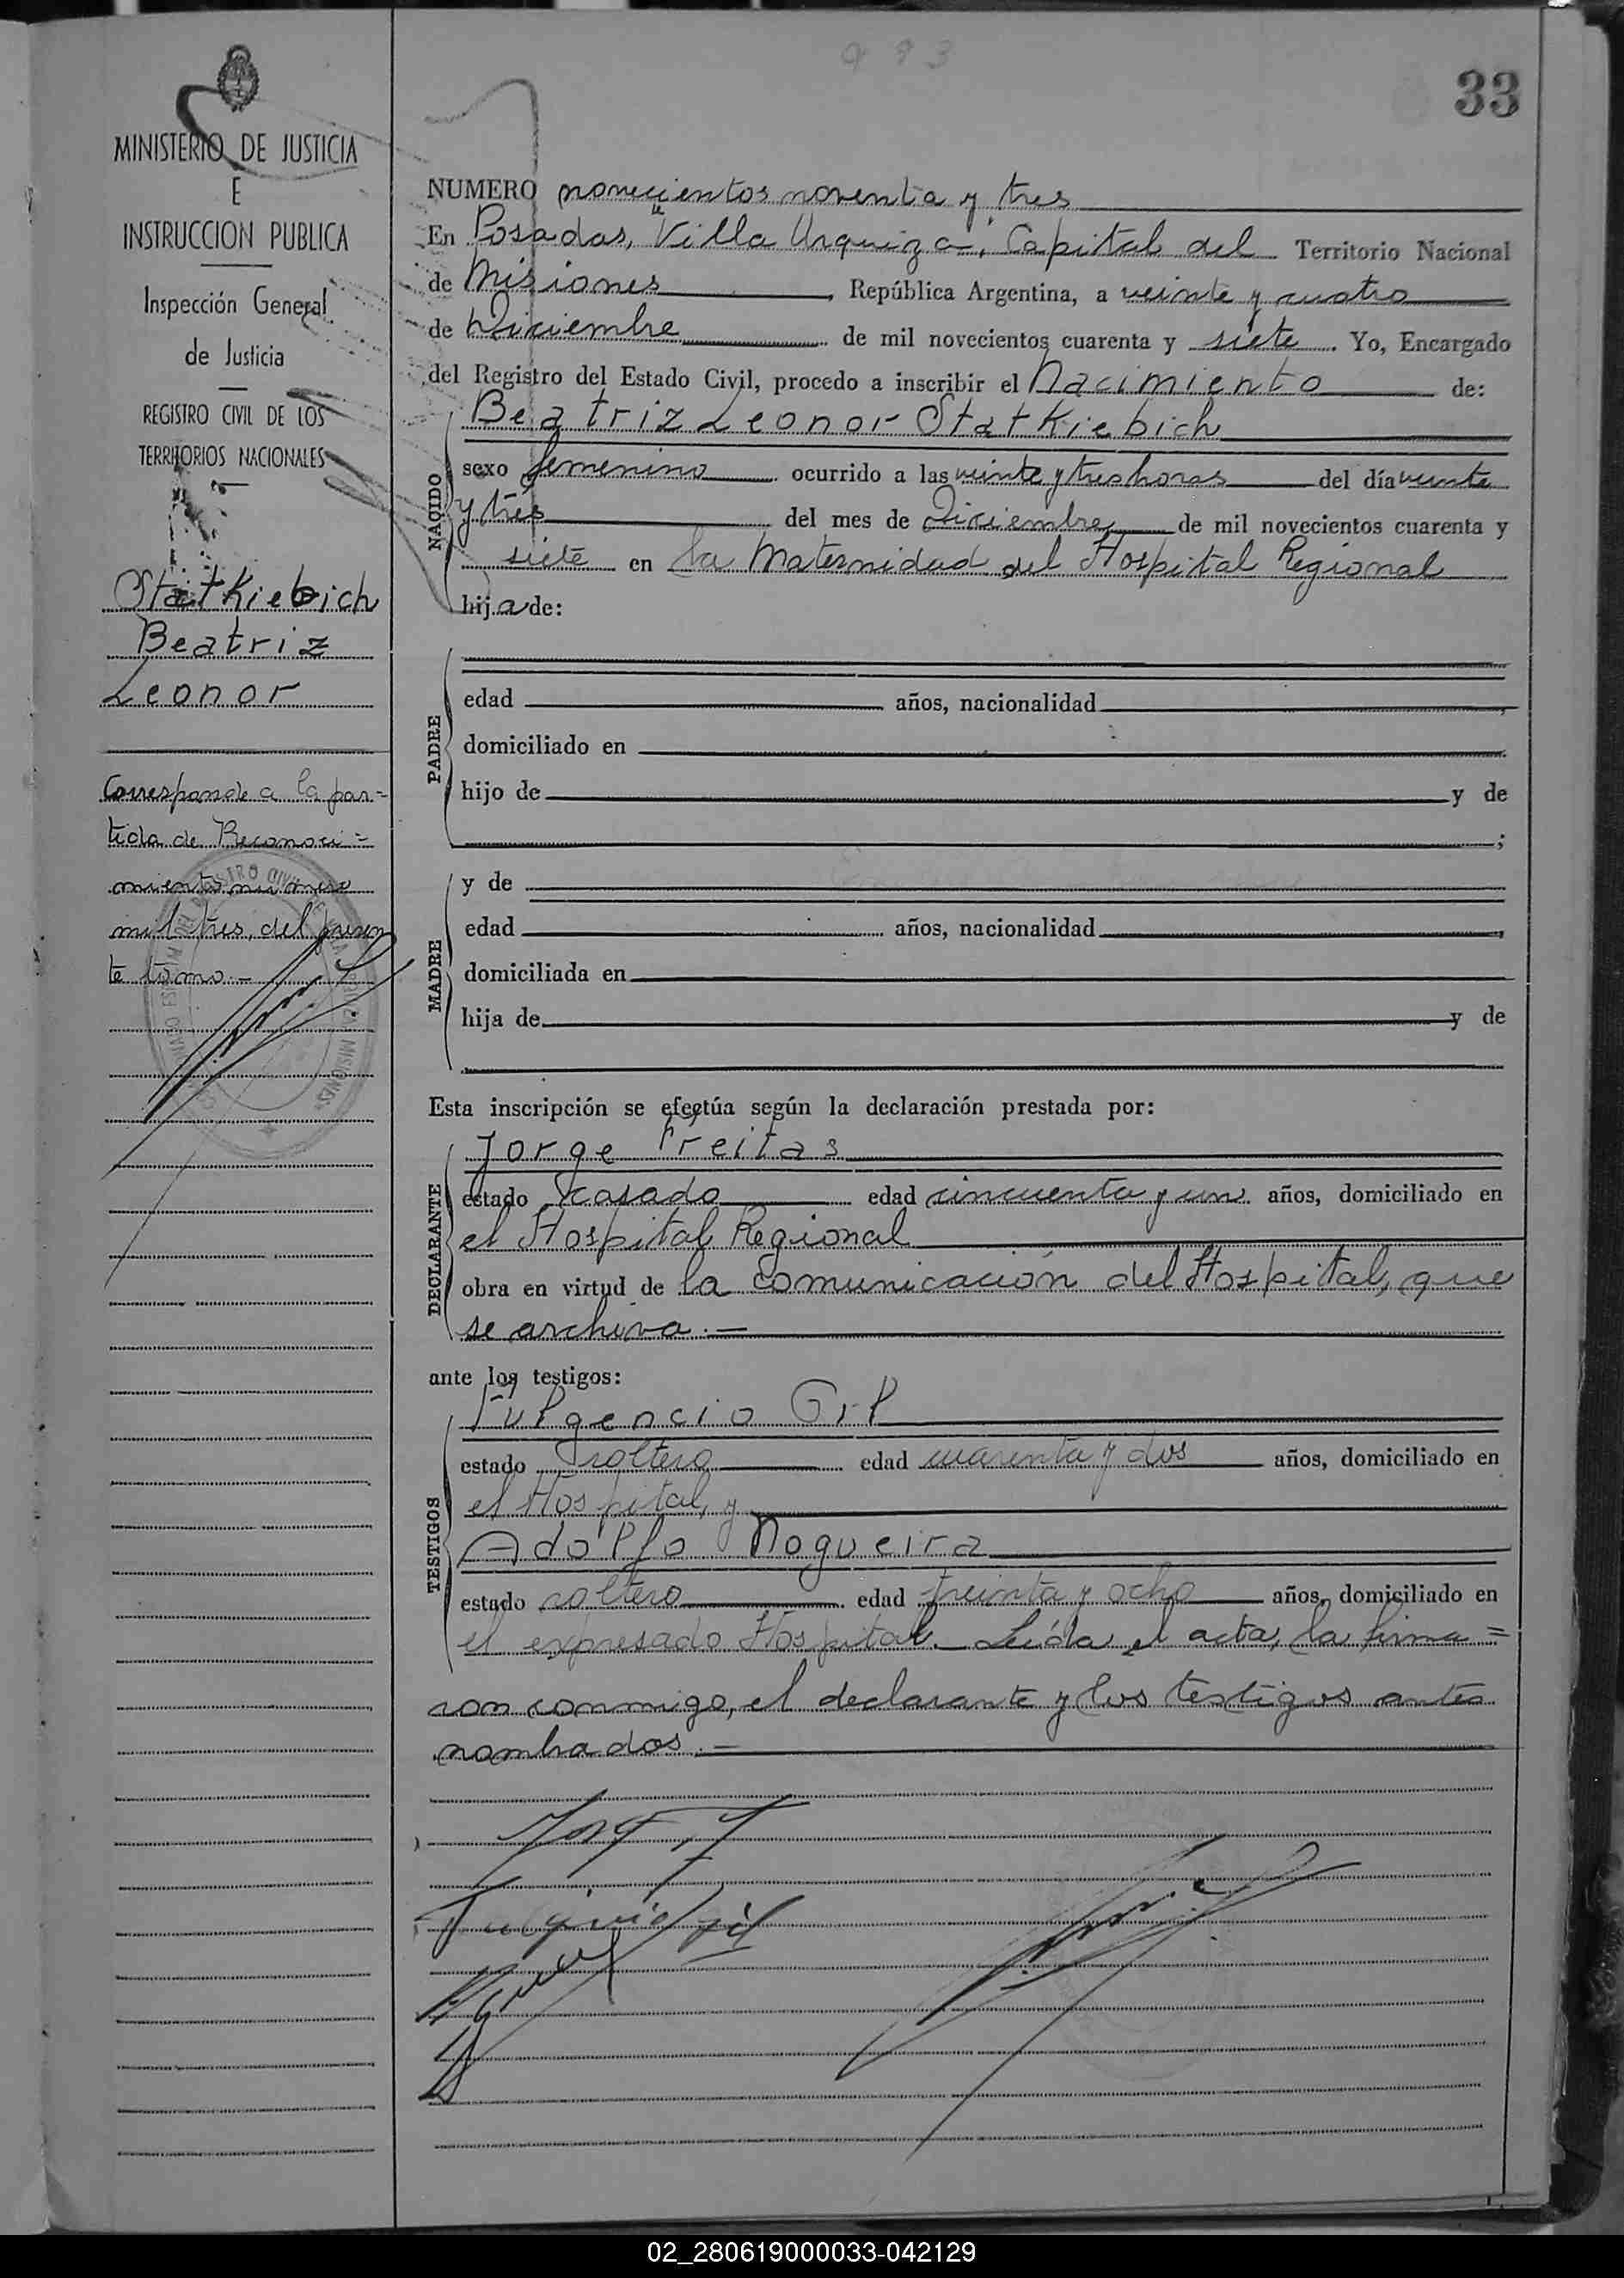 993
33
MINISTERIO DE JUSTICIA
E
INSTRUCCION PUBLICA
Inspección General
de Justicia
REGISTRO CIVIL DE LOS
TERRITORIOS NACIONALES
Statkiebich
Beatriz
Leonor
Corresponde a la par=
tida de Reconoci=
miento número
mil tres, del presen
te tomo.-
NUMERO novecientos noventa y tres
En Posadas, "Villa Urquiza", Capital del Territorio Nacional
de Misiones, República Argentina, a veinte y cuatro
de Diciembre de mil novecientos cuarenta y siete. Yo, Encargado
del Registro del Estado Civil, procedo a inscribir el Nacimiento de:
NACIDO
Beatriz Leonor Statkiebich
sexo femenino ocurrido a las veinte y tres horas del día veinte
y tres del mes de Diciembre de mil novecientos cuarenta y
siete en la Maternidad del Hospital Regional
hija de:
PADRE
edad años, nacionalidad,
domiciliado en
hijo de y de
;
MADRE
y de
edad años, nacionalidad,
domiciliada en
hija de y de
Esta inscripción se efectúa según la declaración prestada por:
DECLARANTE
Jorge Freitas
estado casado edad cincuenta y un años, domiciliado en
el Hospital Regional
obra en virtud de la comunicación del Hospital, que
se archiva.-
ante los testigos:
TESTIGOS
Fulgencio Gil
estado soltero edad cuarenta y dos años, domiciliado en
el Hospital, y
Adolfo Nogueira
estado soltero edad treinta y ocho años, domiciliado en
el expresado Hospital.- Leída el acta, la firma=
ron conmigo, el declarante y los testigos antes
nombrados.-
02_280619000033-042129